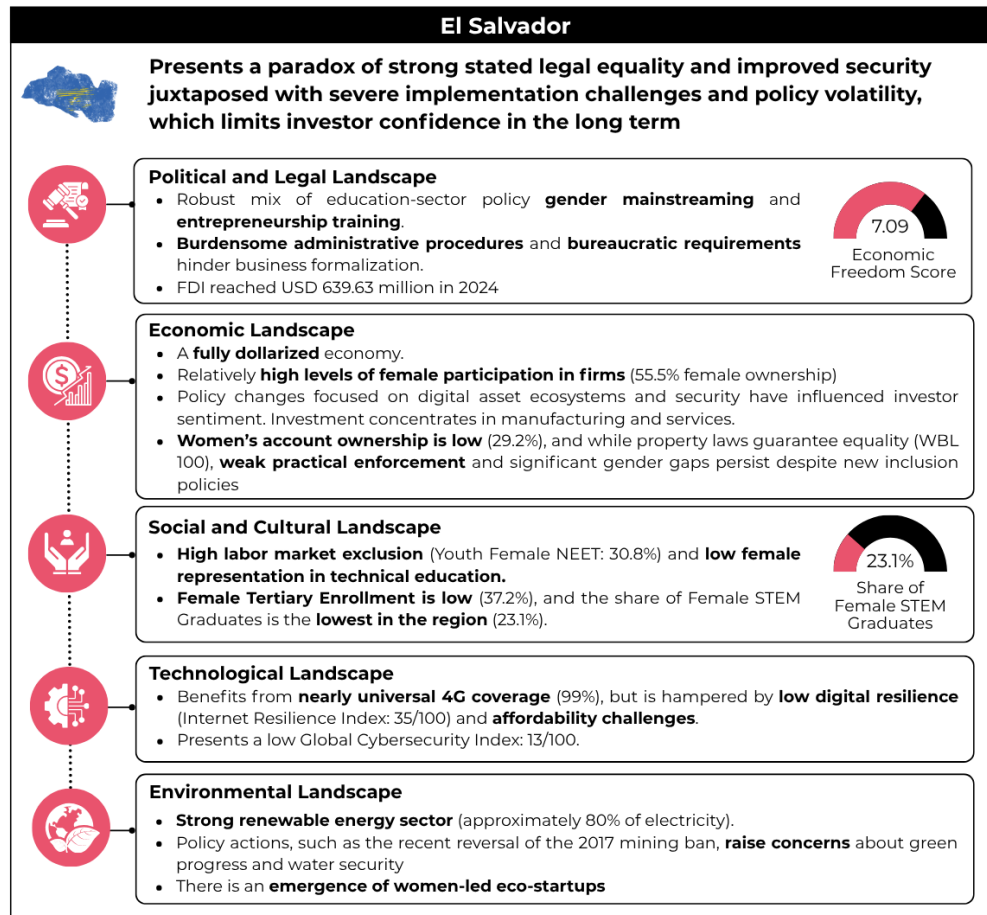 El Salvador
Presents a paradox of strong stated legal equality and improved security
juxtaposed with severe implementation challenges and policy volatility,
which limits investor confidence in the long term
Political and Legal Landscape
• Robust mix of education-sector policy gender mainstreaming and
entrepreneurship training.
• Burdensome administrative procedures and bureaucratic requirements
hinder business formalization.
• FDI reached USD 639.63 million in 2024
7.09
Economic
Freedom Score
Economic Landscape
• A fully dollarized economy.
• Relatively high levels of female participation in firms (55.5% female ownership)
• Policy changes focused on digital asset ecosystems and security have influenced investor
sentiment. Investment concentrates in manufacturing and services.
• Women's account ownership is low (29.2%), and while property laws guarantee equality (WBL
100), weak practical enforcement and significant gender gaps persist despite new inclusion
policies
Social and Cultural Landscape
• High labor market exclusion (Youth Female NEET: 30.8%) and low female
representation in technical education.
• Female Tertiary Enrollment is low (37.2%), and the share of Female STEM
Graduates is the lowest in the region (23.1%).
23.1%
Share of
Female STEM
Graduates
Technological Landscape
• Benefits from nearly universal 4G coverage (99%), but is hampered by low digital resilience
(Internet Resilience Index: 35/100) and affordability challenges.
• Presents a low Global Cybersecurity Index: 13/100.
Environmental Landscape
• Strong renewable energy sector (approximately 80% of electricity).
• Policy actions, such as the recent reversal of the 2017 mining ban, raise concerns about green
progress and water security
• There is an emergence of women-led eco-startups